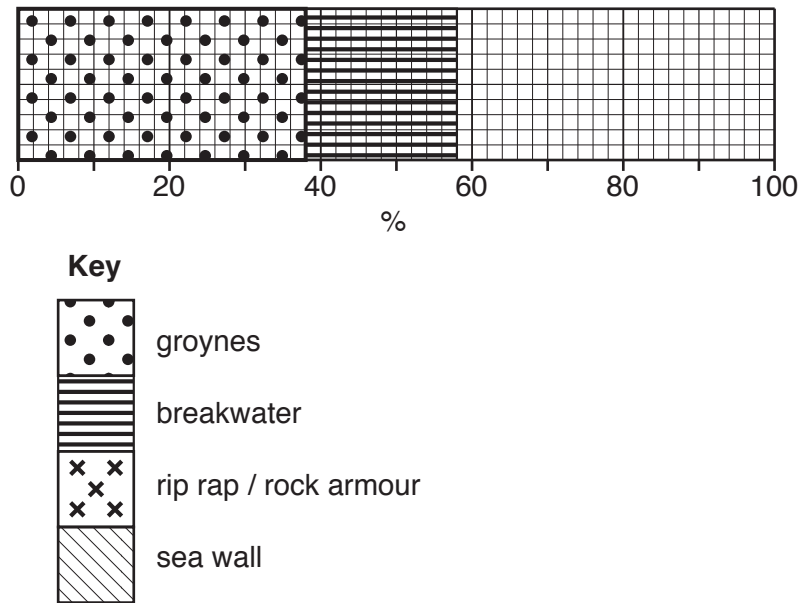 0 20 40 60 80 100
%
Key
groynes
breakwater
rip rap / rock armour
sea wall